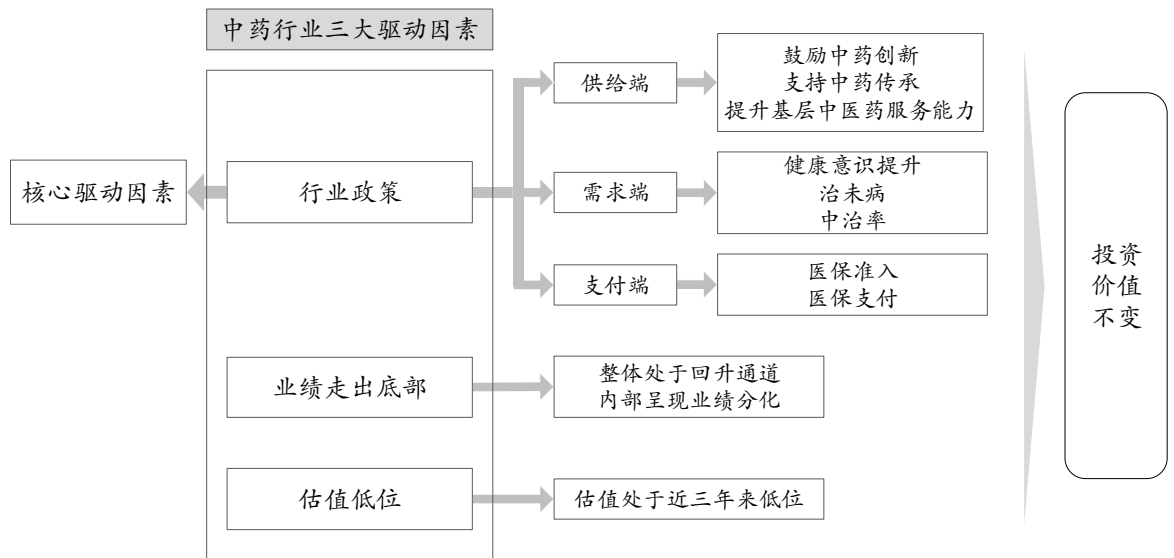 中药行业三大驱动因素
核心驱动因素
行业政策
供给端
鼓励中药创新
支持中药传承
提升基层中医药服务能力
需求端
健康意识提升
治未病
中治率
支付端
医保准入
医保支付
业绩走出底部
整体处于回升通道
内部呈现业绩分化
估值低位
估值处于近三年来低位
投资
价值
不变